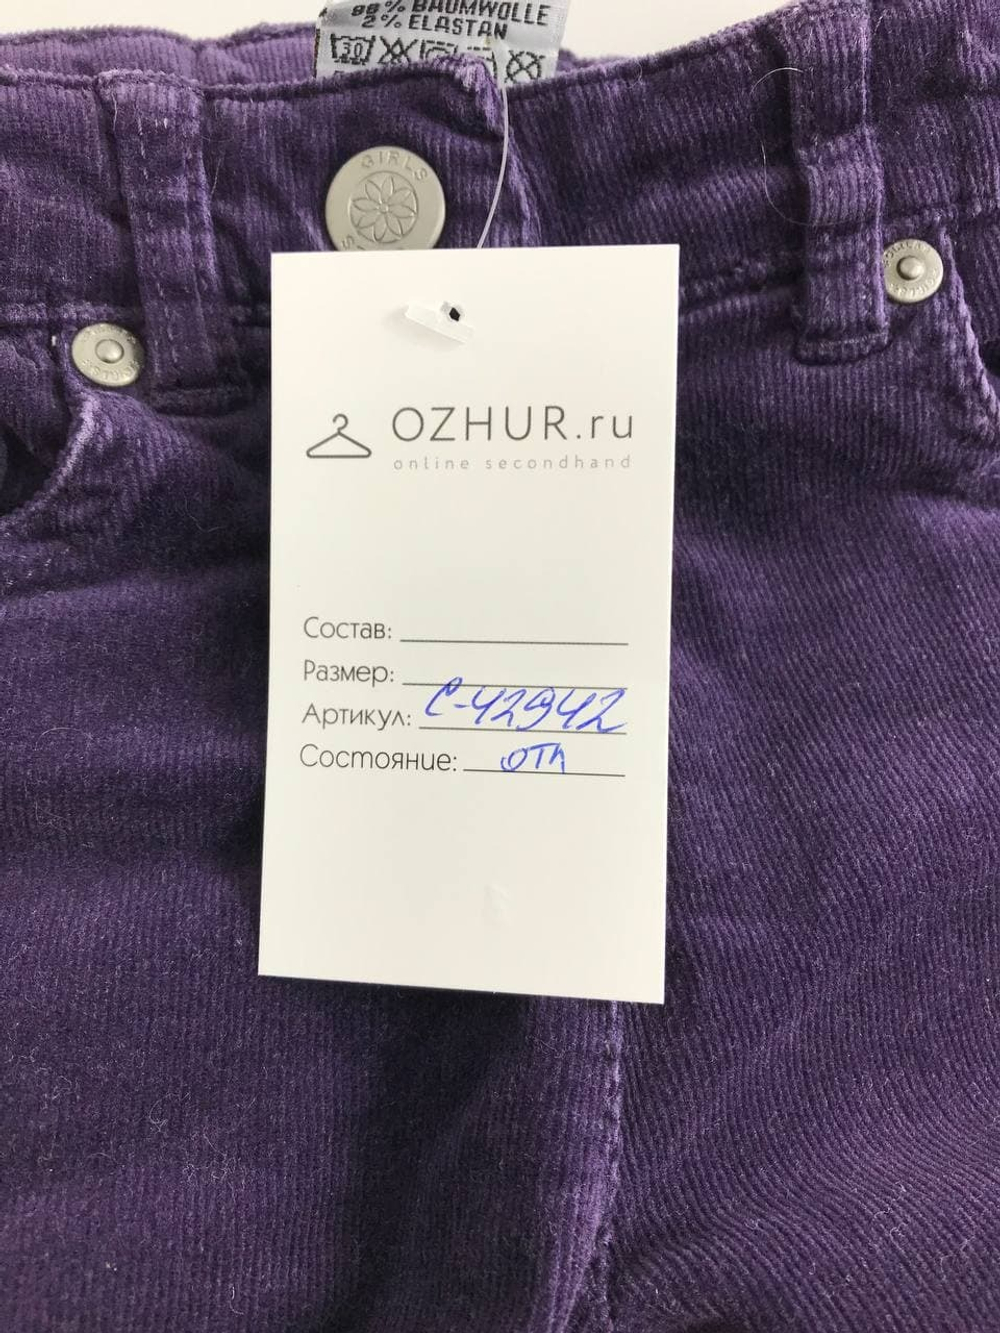 98% BAUMWOLLE
2% ELASTAN
30
GIRLS
OZHUR.ru
online secondhand
Состав:
Размер:
Артикул: С-42942
Состояние: отл